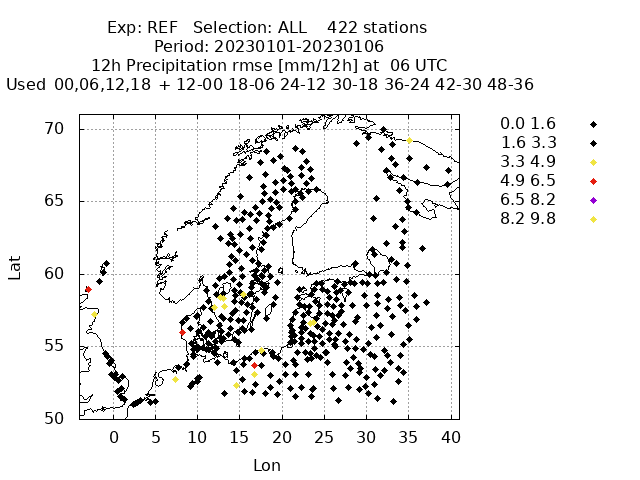 Exp: REF   Selection: ALL    422 stations
Period: 20230101-20230106
12h Precipitation rmse [mm/12h] at  06 UTC
Used  00,06,12,18  + 12-00 18-06 24-12 30-18 36-24 42-30 48-36
70
65
60
55
50
Lat
0 5 10 15 20 25 30 35 40
Lon
0.0 1.6
1.6 3.3
3.3 4.9
4.9 6.5
6.5 8.2
8.2 9.8